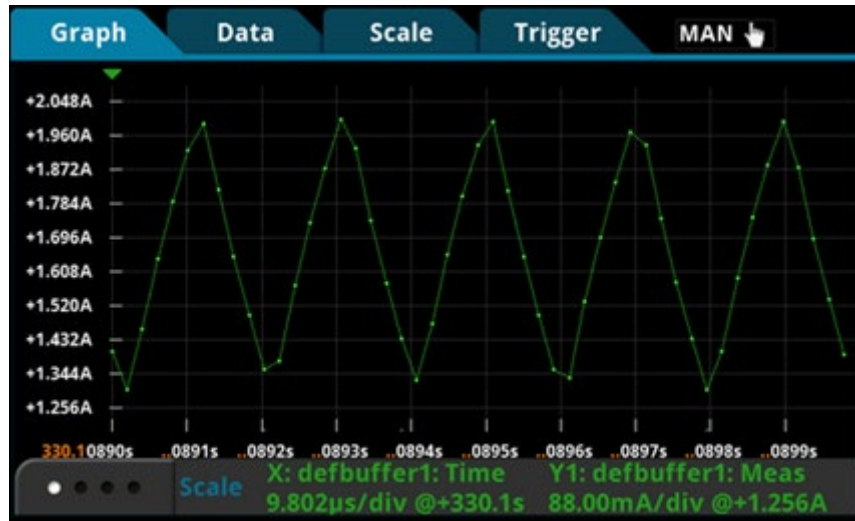 Graph Data Scale Trigger MAN
+2.048A
+1.960A
+1.872A
+1.784A
+1.696A
+1.608A
+1.520A
+1.432A
+1.344A
+1.256A
330.10890s ..0891s ..0892s ..0893s ..0894s ..0895s ..0896s ..0897s ..0898s ..0899s
Scale X: defbuffer1: Time Y1: defbuffer1: Meas
9.802µs/div @+330.1s 88.00mA/div @+1.256A